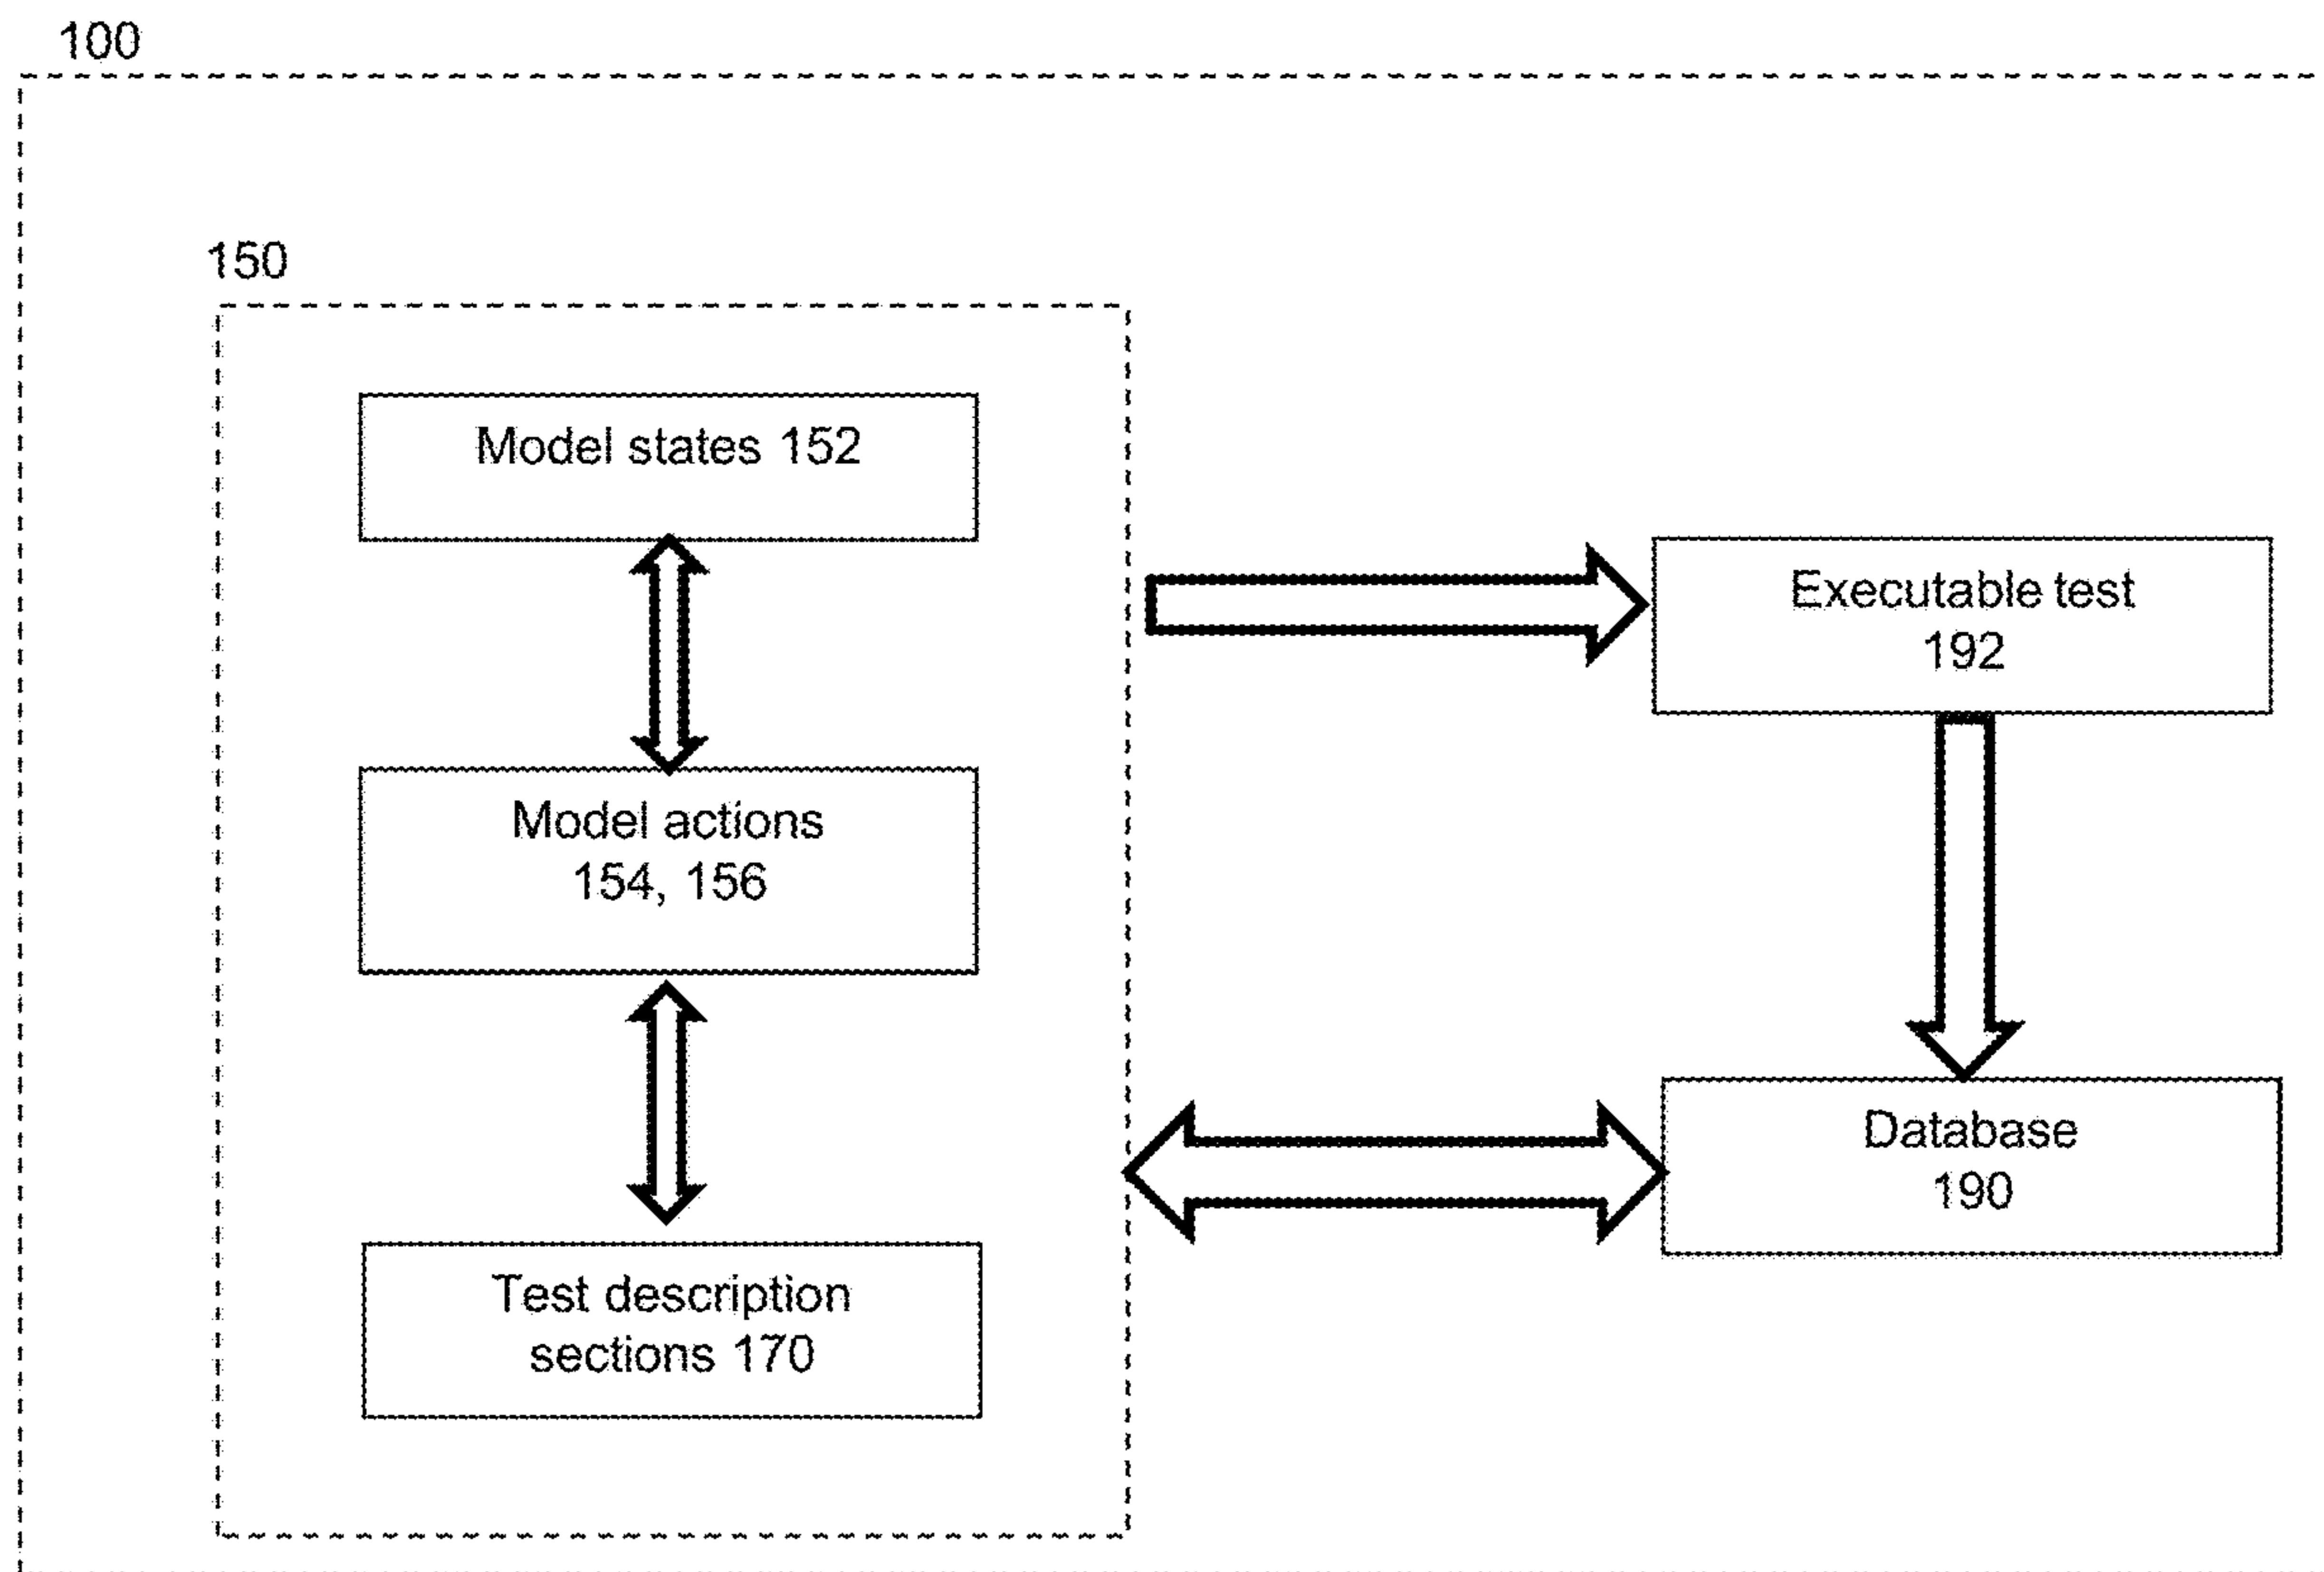 100
150
Model states 152
Model actions
154, 156
Test description
sections 170
Executable test
192
Database
190